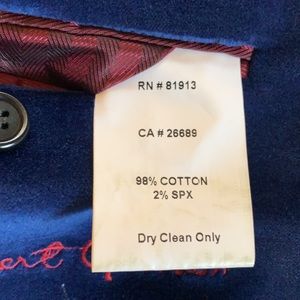 RN # 81913
CA # 26689
98% COTTON
2% SPX
Dry Clean Only